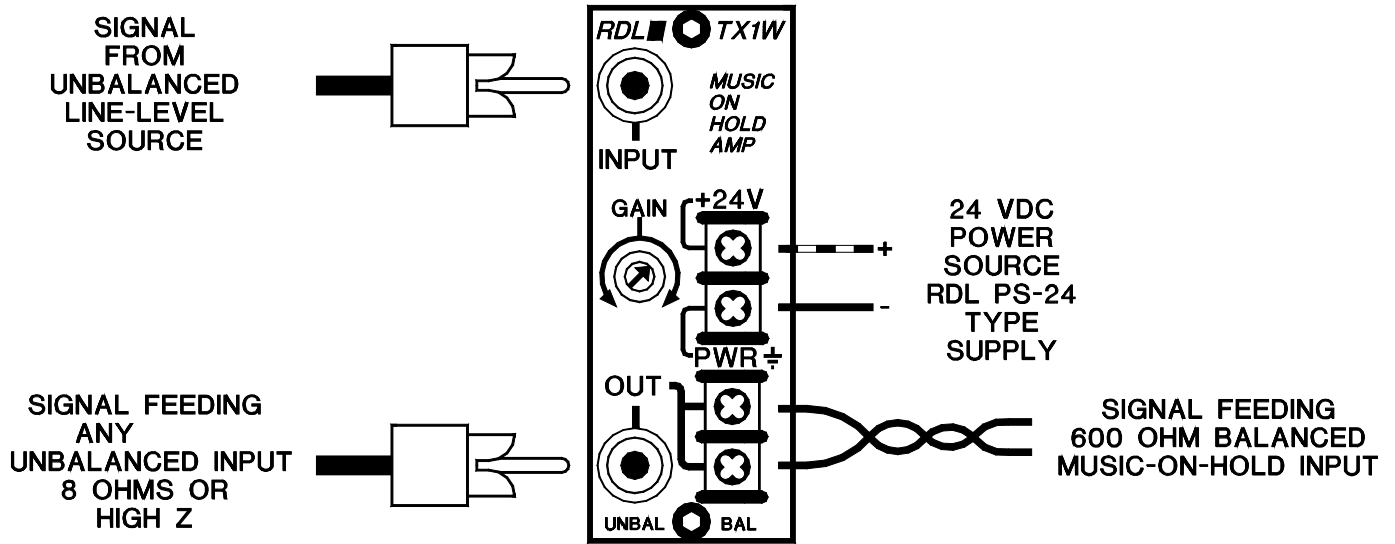 SIGNAL
FROM
UNBALANCED
LINE-LEVEL
SOURCE
RDL TX1W
MUSIC
ON
HOLD
AMP
INPUT
GAIN
+24V
24 VDC
POWER
SOURCE
RDL PS-24
TYPE
SUPPLY
+
-
PWR
OUT
SIGNAL FEEDING
ANY
UNBALANCED INPUT
8 OHMS OR
HIGH Z
SIGNAL FEEDING
600 OHM BALANCED
MUSIC-ON-HOLD INPUT
UNBAL BAL